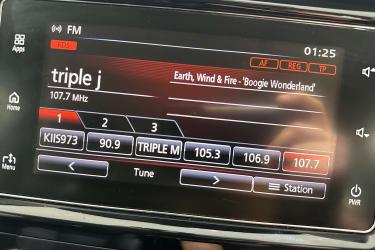 FM
Apps
RDS
01:25
AF REG TP
triple j
Earth, Wind & Fire - 'Boogie Wonderland'
107.7 MHz
Home
1 2 3
KIIS973 90.9 TRIPLE M 105.3 106.9 107.7
Menu
< Tune > Station
PWR